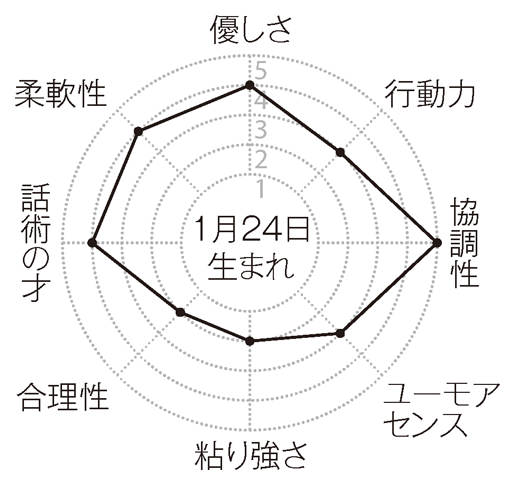 優しさ
行動力
協調性
ユーモア
センス
粘り強さ
合理性
話術の才
柔軟性
5
4
3
2
1
1月24日
生まれ